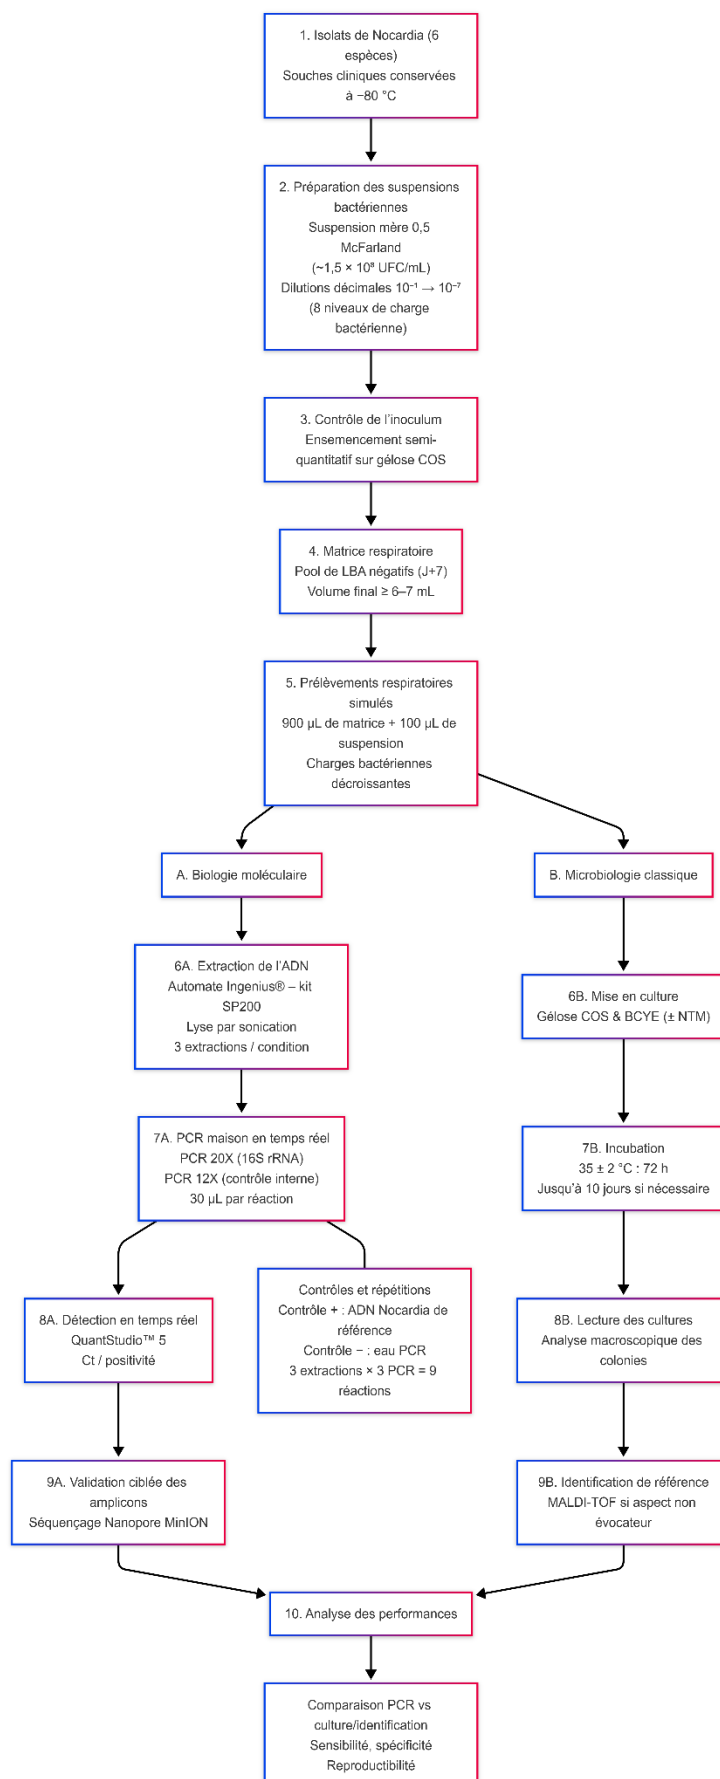 1. Isolats de Nocardia (6
espèces)
Souches cliniques conservées
à −80 °C
2. Préparation des suspensions
bactériennes
Suspension mère 0,5
McFarland
(~1,5 × 10⁸ UFC/mL)
Dilutions décimales 10⁻¹ → 10⁻⁷
(8 niveaux de charge
bactérienne)
3. Contrôle de l’inoculum
Ensemencement semi-
quantitatif sur gélose COS
4. Matrice respiratoire
Pool de LBA négatifs (J+7)
Volume final ≥ 6–7 mL
5. Prélèvements respiratoires
simulés
900 µL de matrice + 100 µL de
suspension
Charges bactériennes
décroissantes
A. Biologie moléculaire
B. Microbiologie classique
6A. Extraction de l’ADN
Automate Ingenius® – kit
SP200
Lyse par sonication
3 extractions / condition
6B. Mise en culture
Gélose COS & BCYE (± NTM)
7A. PCR maison en temps réel
PCR 20X (16S rRNA)
PCR 12X (contrôle interne)
30 µL par réaction
7B. Incubation
35 ± 2 °C : 72 h
Jusqu’à 10 jours si nécessaire
8A. Détection en temps réel
QuantStudio™ 5
Ct / positivité
Contrôles et répétitions
Contrôle + : ADN Nocardia de
référence
Contrôle − : eau PCR
3 extractions × 3 PCR = 9
réactions
8B. Lecture des cultures
Analyse macroscopique des
colonies
9A. Validation ciblée des
amplicons
Séquençage Nanopore MinION
9B. Identification de référence
MALDI-TOF si aspect non
évocateur
10. Analyse des performances
Comparaison PCR vs
culture/identification
Sensibilité, spécificité
Reproductibilité